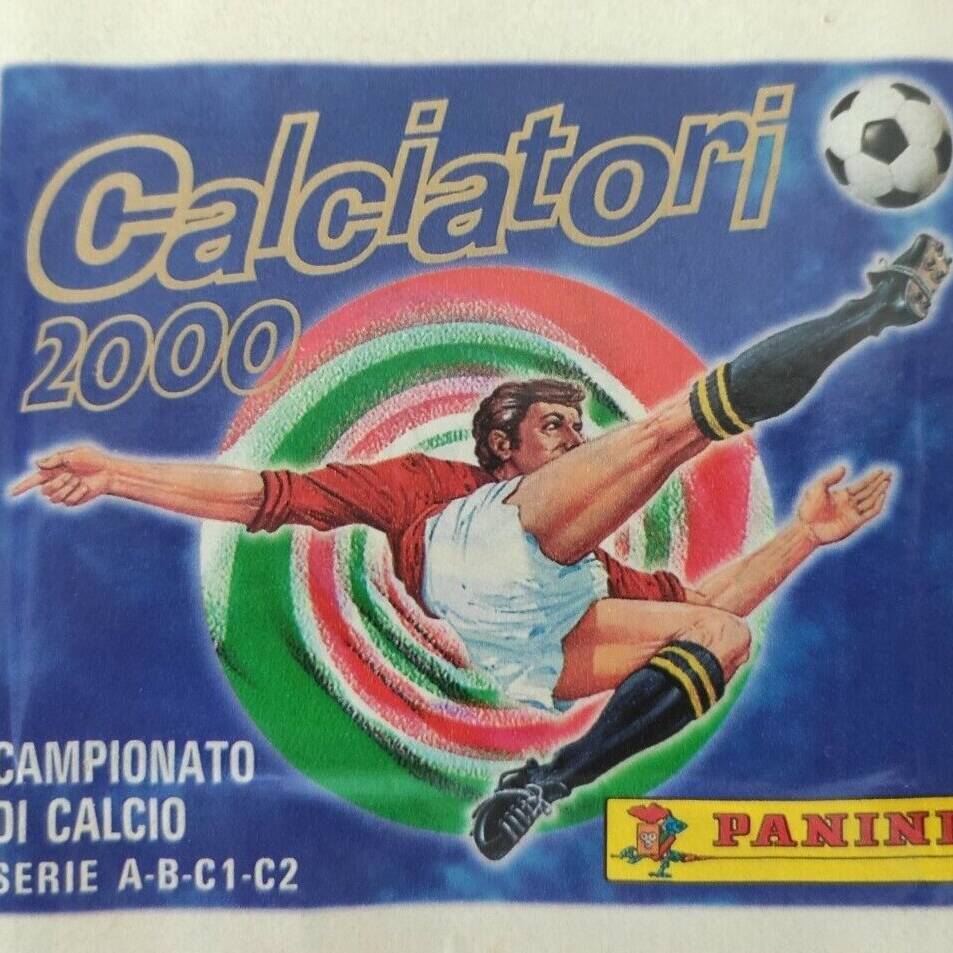 Calciatori
2000
CAMPIONATO
DI CALCIO
SERIE A-B-C1-C2
PANINI